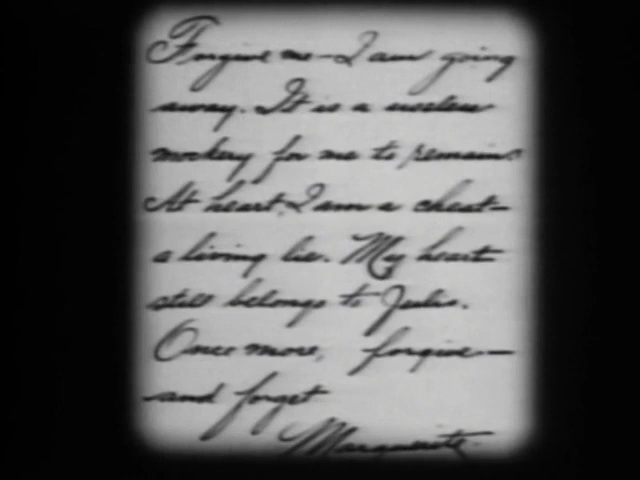 Forgive me—I am going
away. It is a useless
mockery for me to remain.
At heart, I am a cheat—
a living lie. My heart
still belongs to Julio.
Once more, forgive—
and forget
Marguerite.